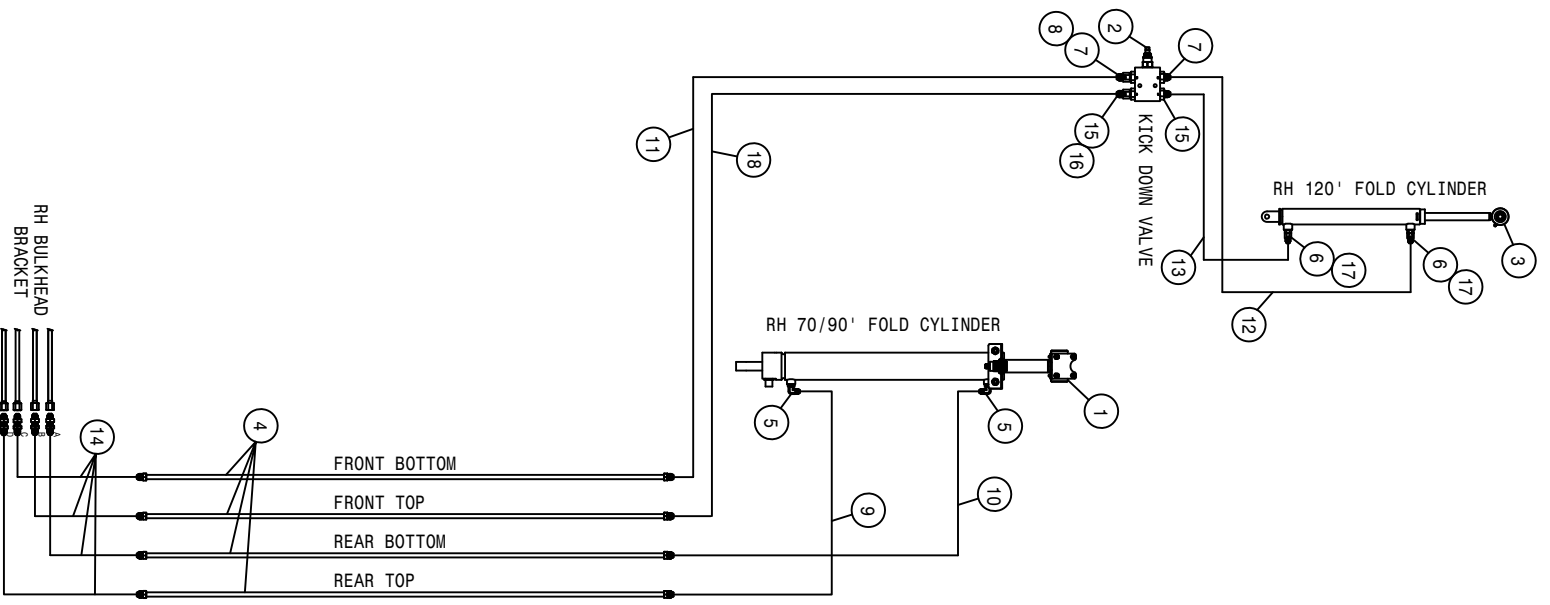 2
8
7
7
15
16
15
KICK DOWN VALVE
11
18
RH 120' FOLD CYLINDER
3
6
17
6
17
13
12
RH 70/90' FOLD CYLINDER
1
5
5
RH BULKHEAD
BRACKET
A
B
C
D
14
4
FRONT BOTTOM
FRONT TOP
REAR BOTTOM
REAR TOP
9
10